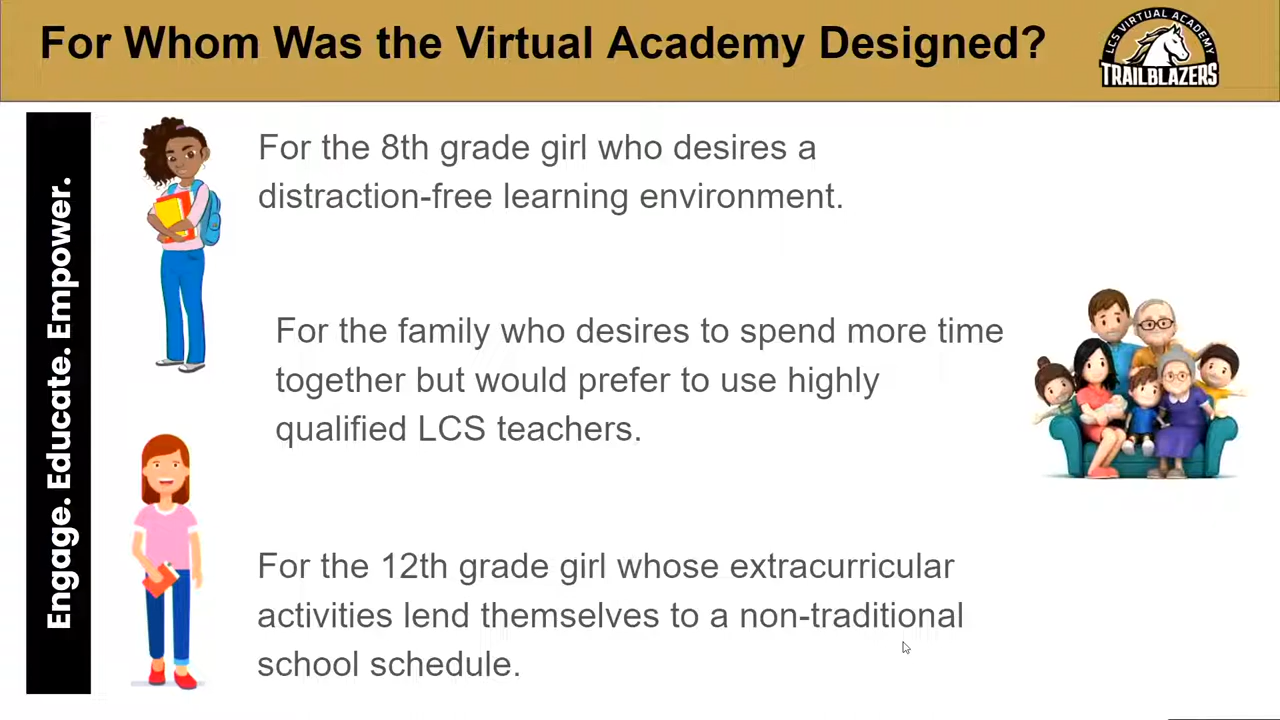 For Whom Was the Virtual Academy Designed?
LCS VIRTUAL ACADEMY
TRAILBLAZERS
Engage. Educate. Empower.
For the 8th grade girl who desires a
distraction-free learning environment.
For the family who desires to spend more time
together but would prefer to use highly
qualified LCS teachers.
For the 12th grade girl whose extracurricular
activities lend themselves to a non-traditional
school schedule.